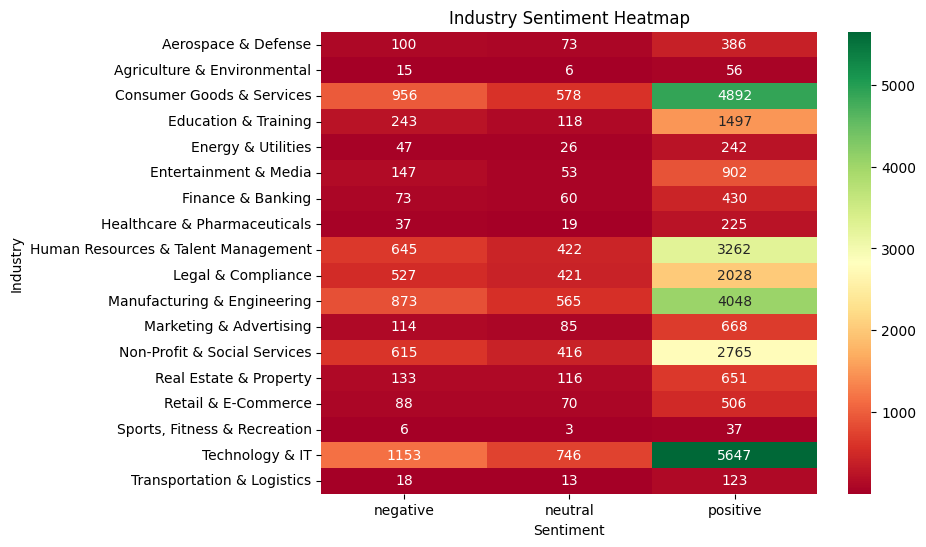 Industry Sentiment Heatmap
Industry
Aerospace & Defense 100 73 386
Agriculture & Environmental 15 6 56
Consumer Goods & Services 956 578 4892
Education & Training 243 118 1497
Energy & Utilities 47 26 242
Entertainment & Media 147 53 902
Finance & Banking 73 60 430
Healthcare & Pharmaceuticals 37 19 225
Human Resources & Talent Management 645 422 3262
Legal & Compliance 527 421 2028
Manufacturing & Engineering 873 565 4048
Marketing & Advertising 114 85 668
Non-Profit & Social Services 615 416 2765
Real Estate & Property 133 116 651
Retail & E-Commerce 88 70 506
Sports, Fitness & Recreation 6 3 37
Technology & IT 1153 746 5647
Transportation & Logistics 18 13 123
negative neutral positive
Sentiment
5000
4000
3000
2000
1000